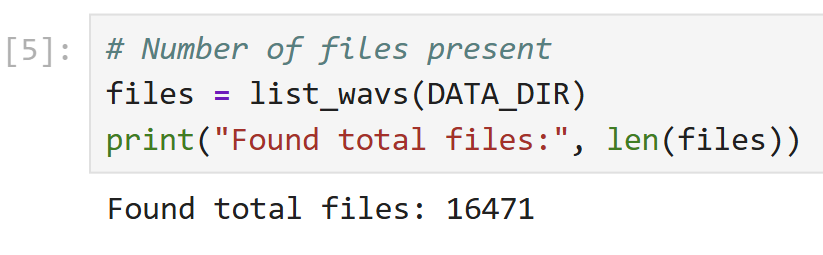 [5]: # Number of files present
files = list_wavs(DATA_DIR)
print("Found total files:", len(files))
Found total files: 16471